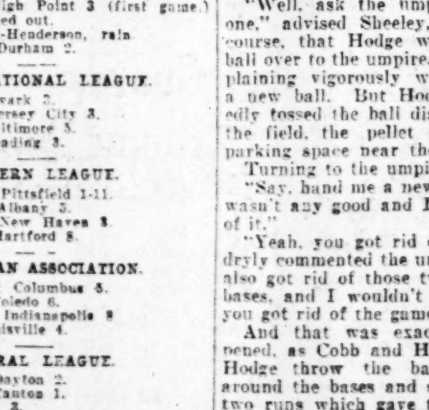 High Point 3 (first game.)
ed out.
-Henderson, rain.
Durham 2.
ATIONAL LEAGUE.
wark 2.
ersey City 3.
ltimore 5.
ading 3.
ERN LEAGUE.
Pittsfield 1-11.
Albany 5.
New Haven 3
Hartford 8.
AN ASSOCIATION.
Columbus 5.
Toledo 6.
Indianapolis 8
isville 4.
RAL LEAGUE.
Dayton 2.
Canton 1.
3.
"Well, ask the ump
one," advised Sheeley,
course, that Hodge w
ball over to the umpire.
plaining vigorously w
a new ball. But Hod
edly tossed the ball dis
the field, the pellet
parking space near the
Turning to the umpi
"Say, hand me a new
wasn't any good and I
of it."
"Yeah, you got rid
dryly commented the um
also got rid of those tw
bases, and I wouldn't
you got rid of the game
And that was exac
pened, as Cobb and H
Hodge throw the ba
around the bases and s
two runs which gave t